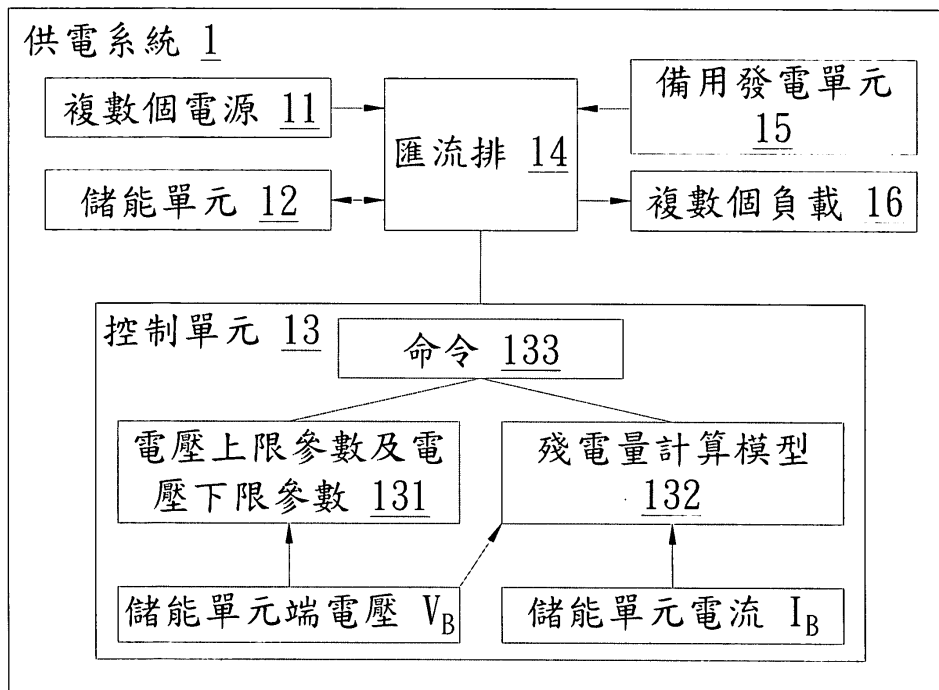 供電系統 1
複數個電源 11
儲能單元 12
匯流排 14
備用發電單元
15
複數個負載 16
控制單元 13
命令 133
電壓上限參數及電
壓下限參數 131
殘電量計算模型
132
儲能單元端電壓 V_B
儲能單元電流 I_B